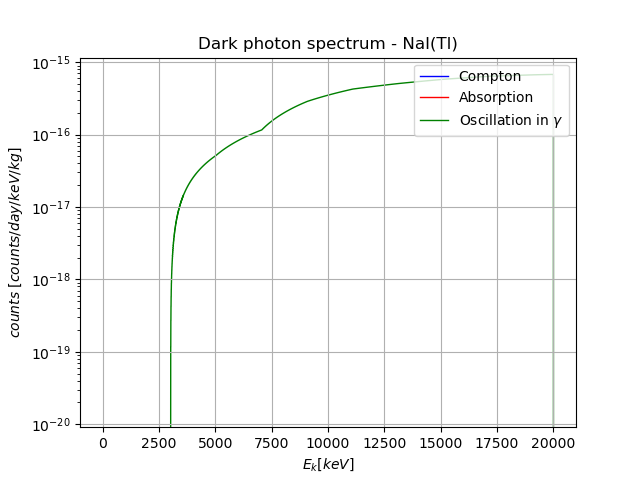 Dark photon spectrum - NaI(Tl)
10⁻¹⁵
10⁻¹⁶
10⁻¹⁷
10⁻¹⁸
10⁻¹⁹
10⁻²⁰
counts [counts/day/keV/kg]
Compton
Absorption
Oscillation in γ
0 2500 5000 7500 10000 12500 15000 17500 20000
Eₖ[keV]